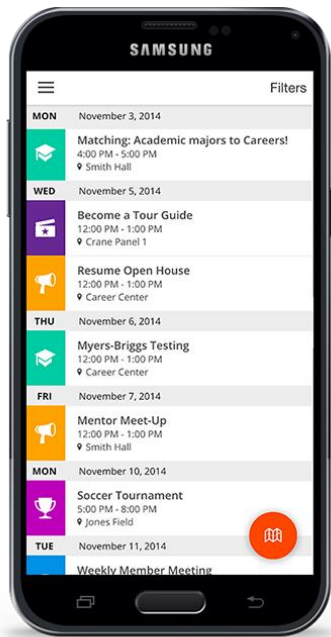 SAMSUNG
Filters
MON November 3, 2014
Matching: Academic majors to Careers!
4:00 PM - 5:00 PM
Smith Hall
WED November 5, 2014
Become a Tour Guide
12:00 PM - 1:00 PM
Crane Panel 1
Resume Open House
12:00 PM - 1:00 PM
Career Center
THU November 6, 2014
Myers-Briggs Testing
12:00 PM - 1:00 PM
Career Center
FRI November 7, 2014
Mentor Meet-Up
12:00 PM - 1:00 PM
Smith Hall
MON November 10, 2014
Soccer Tournament
5:00 PM - 8:00 PM
Jones Field
TUE November 11, 2014
Weekly Member Meeting